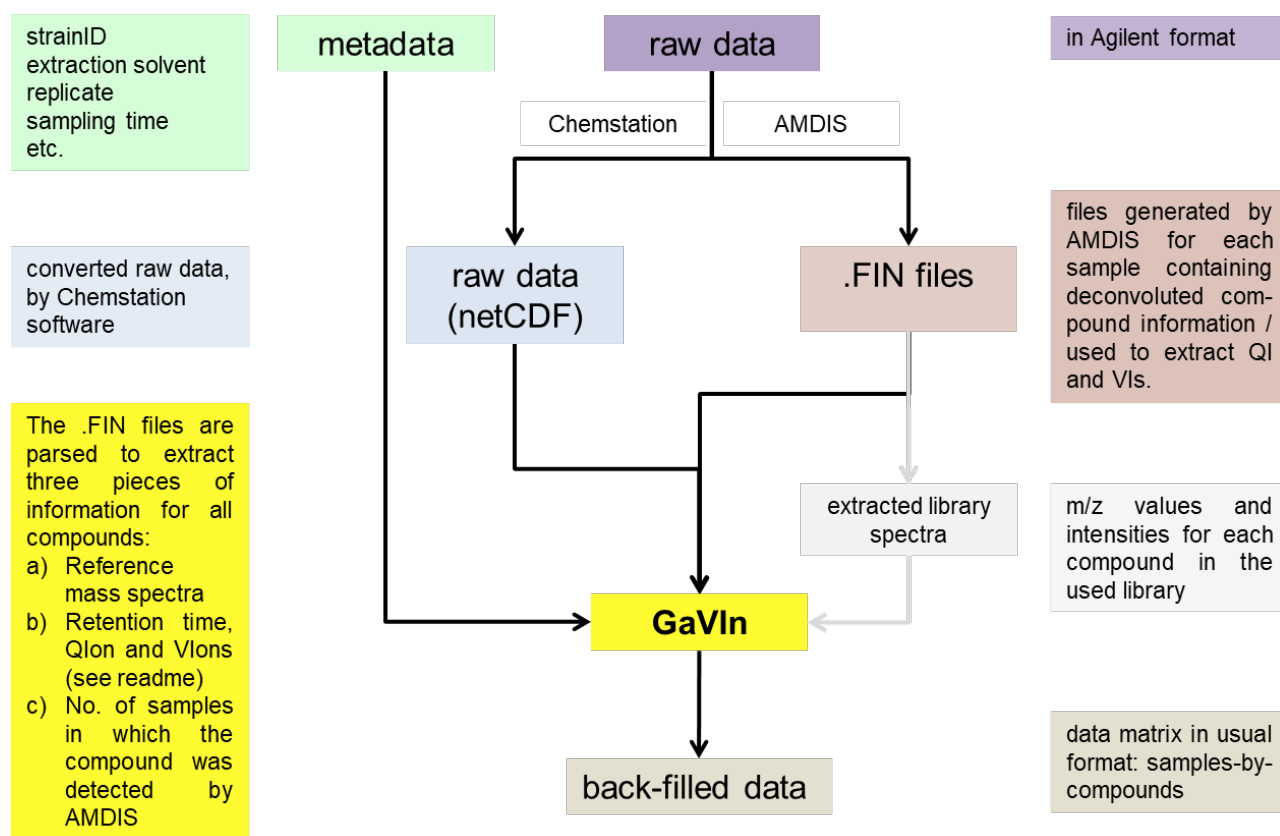 strainID
extraction solvent
replicate
sampling time
etc.
metadata
raw data
in Agilent format
Chemstation
AMDIS
converted raw data,
by Chemstation
software
raw data
(netCDF)
.FIN files
files generated by
AMDIS for each
sample containing
deconvoluted com-
pound information /
used to extract QI
and VIs.
The .FIN files are
parsed to extract
three pieces of
information for all
compounds:
a) Reference
mass spectra
b) Retention time,
QIon and VIons
(see readme)
c) No. of samples
in which the
compound was
detected by
AMDIS
extracted library
spectra
m/z values and
intensities for each
compound in the
used library
GaVIn
back-filled data
data matrix in usual
format: samples-by-
compounds